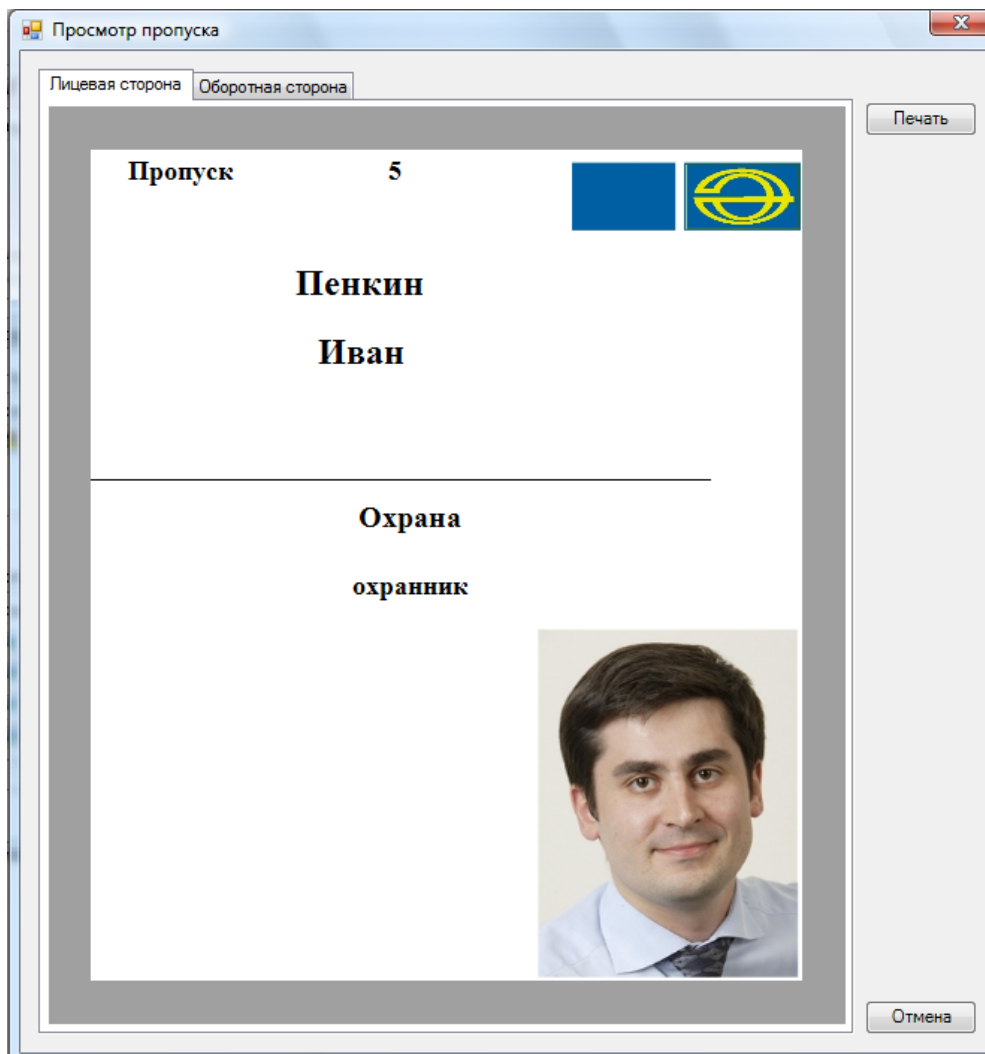 Просмотр пропуска
Лицевая сторона Оборотная сторона
Печать
Пропуск 5
Пенкин
Иван
Охрана
охранник
Отмена